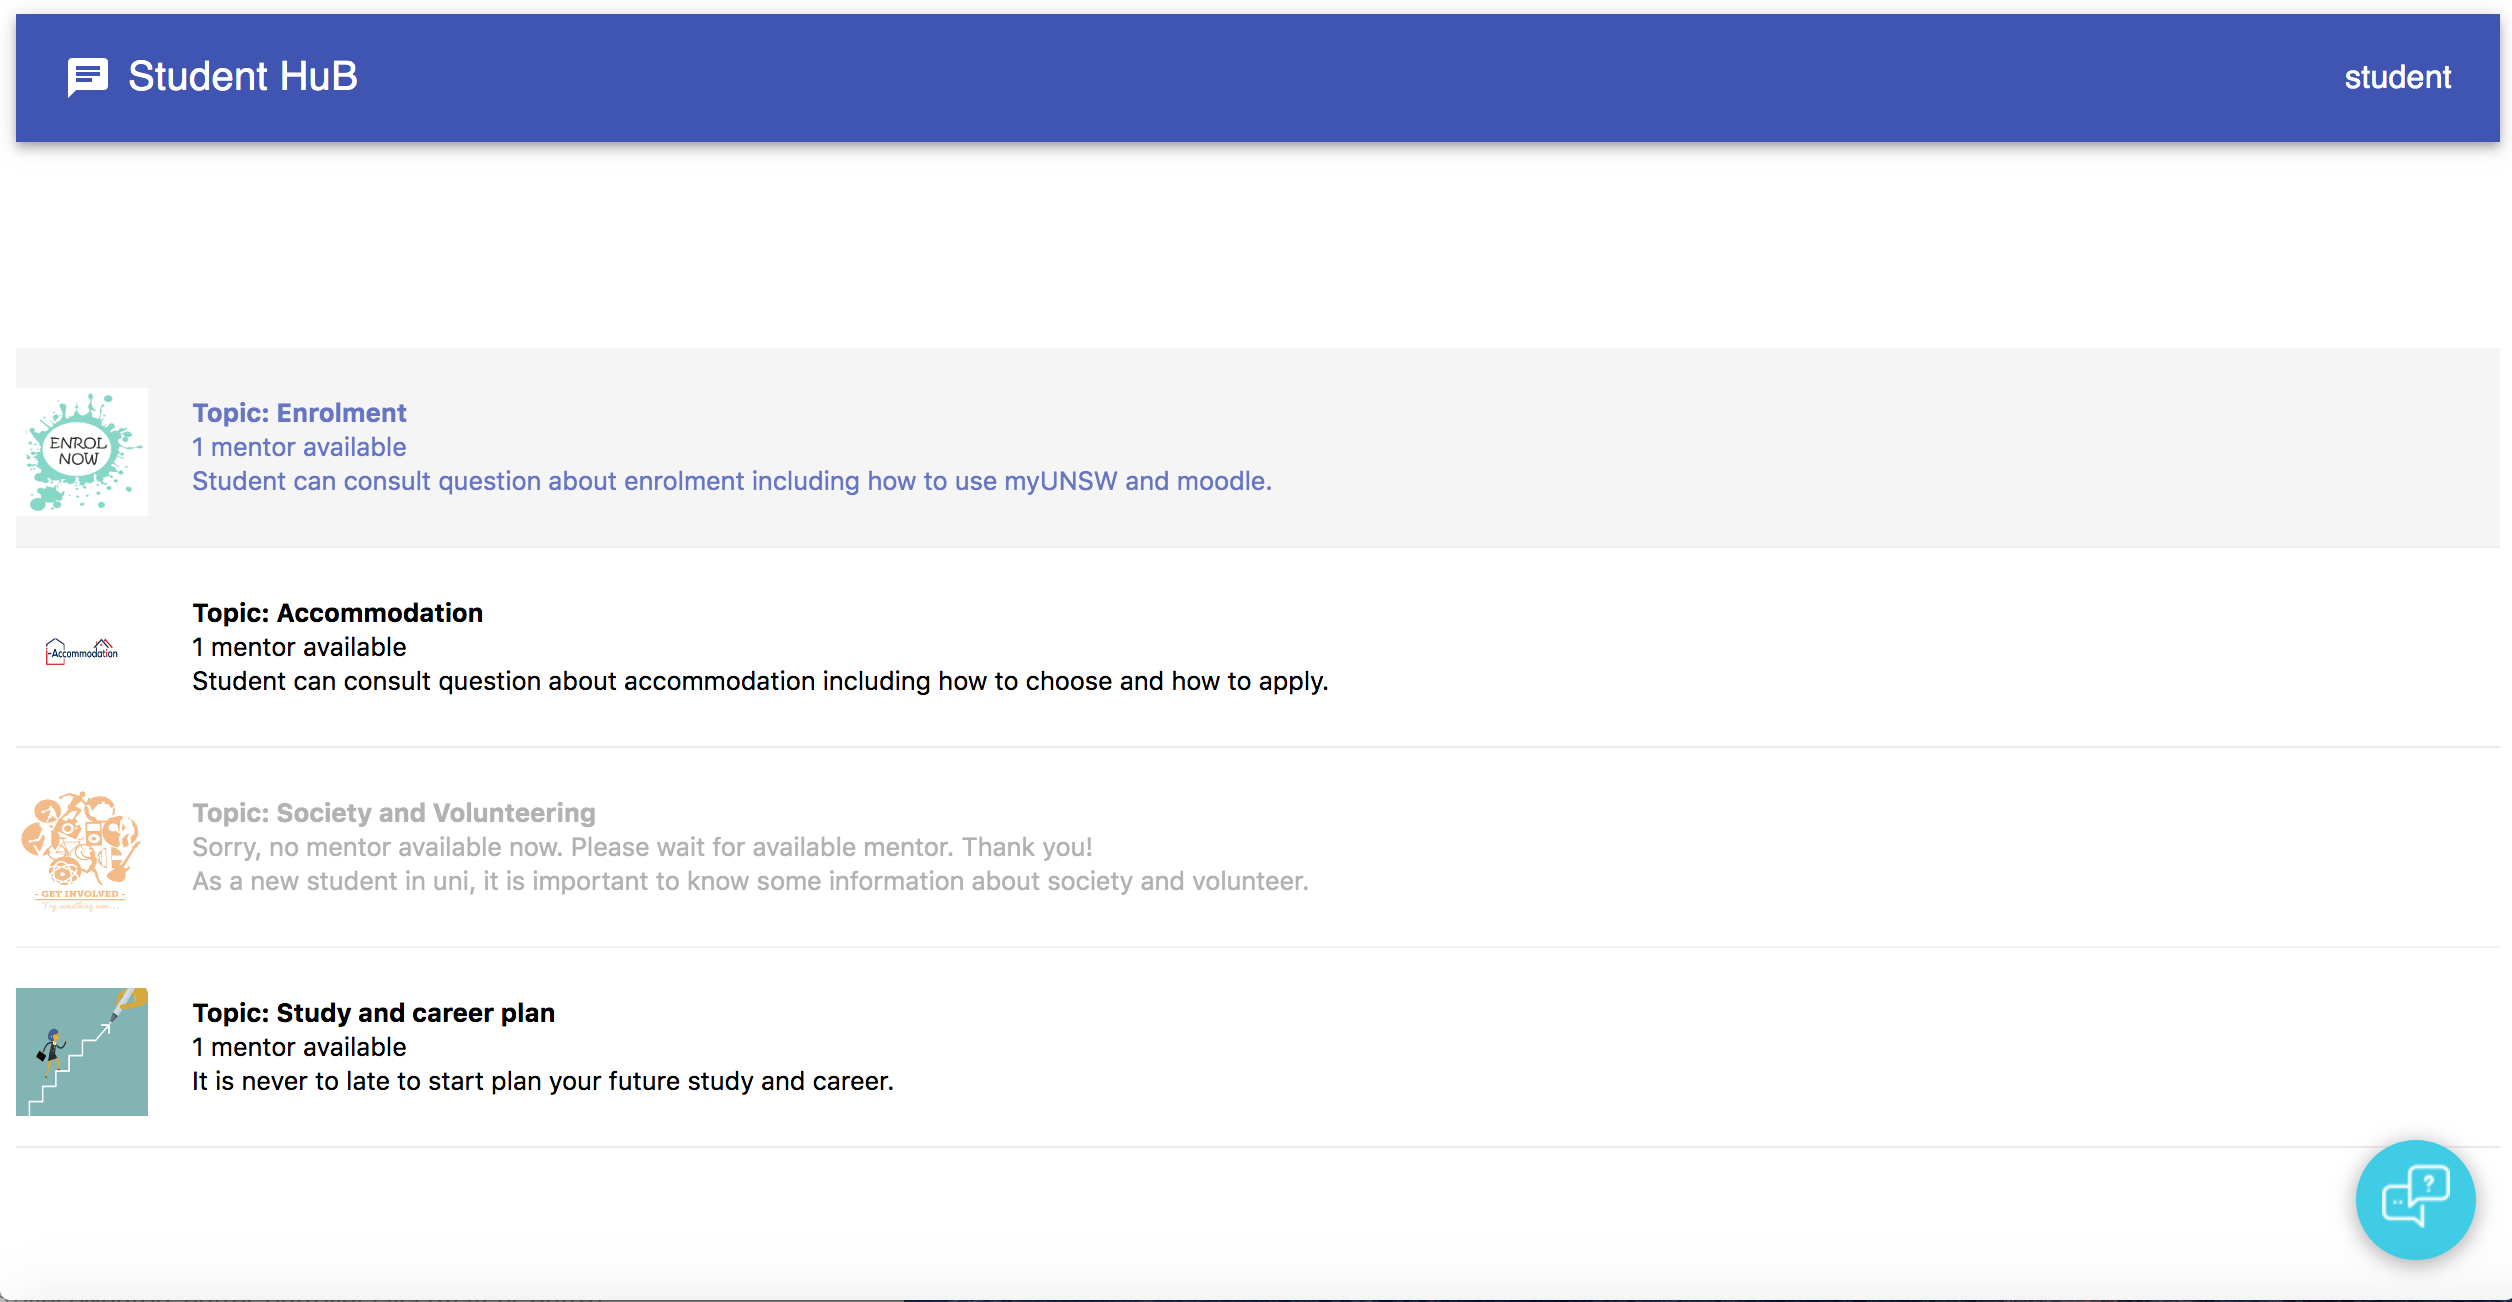 Student HuB
student
ENROL
NOW
Topic: Enrolment
1 mentor available
Student can consult question about enrolment including how to use myUNSW and moodle.
i-Accommodation
Topic: Accommodation
1 mentor available
Student can consult question about accommodation including how to choose and how to apply.
- GET INVOLVED -
Try something new...
Topic: Society and Volunteering
Sorry, no mentor available now. Please wait for available mentor. Thank you!
As a new student in uni, it is important to know some information about society and volunteer.
Topic: Study and career plan
1 mentor available
It is never to late to start plan your future study and career.
?